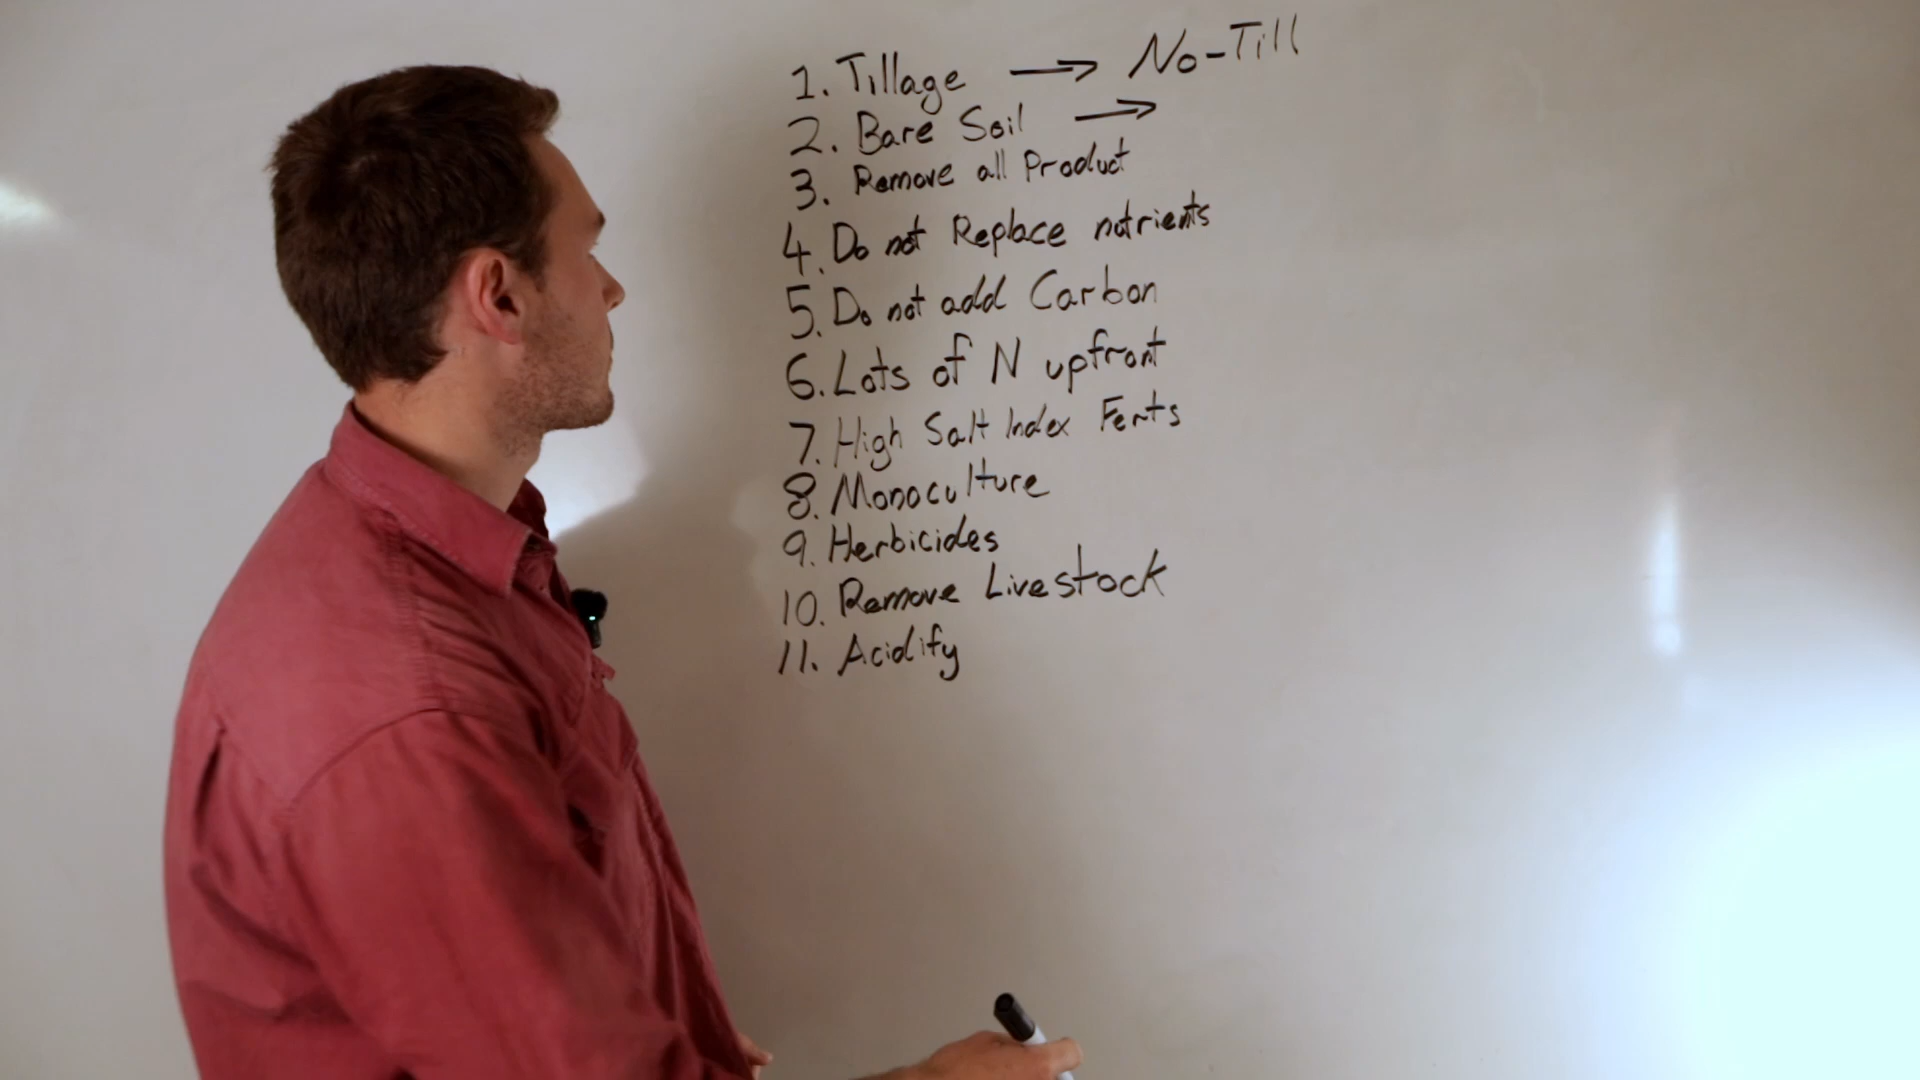 1. Tillage → No-Till
2. Bare Soil →
3. Remove all Product
4. Do not Replace nutrients
5. Do not add Carbon
6. Lots of N upfront
7. High Salt Index Ferts
8. Monoculture
9. Herbicides
10. Remove Livestock
11. Acidify